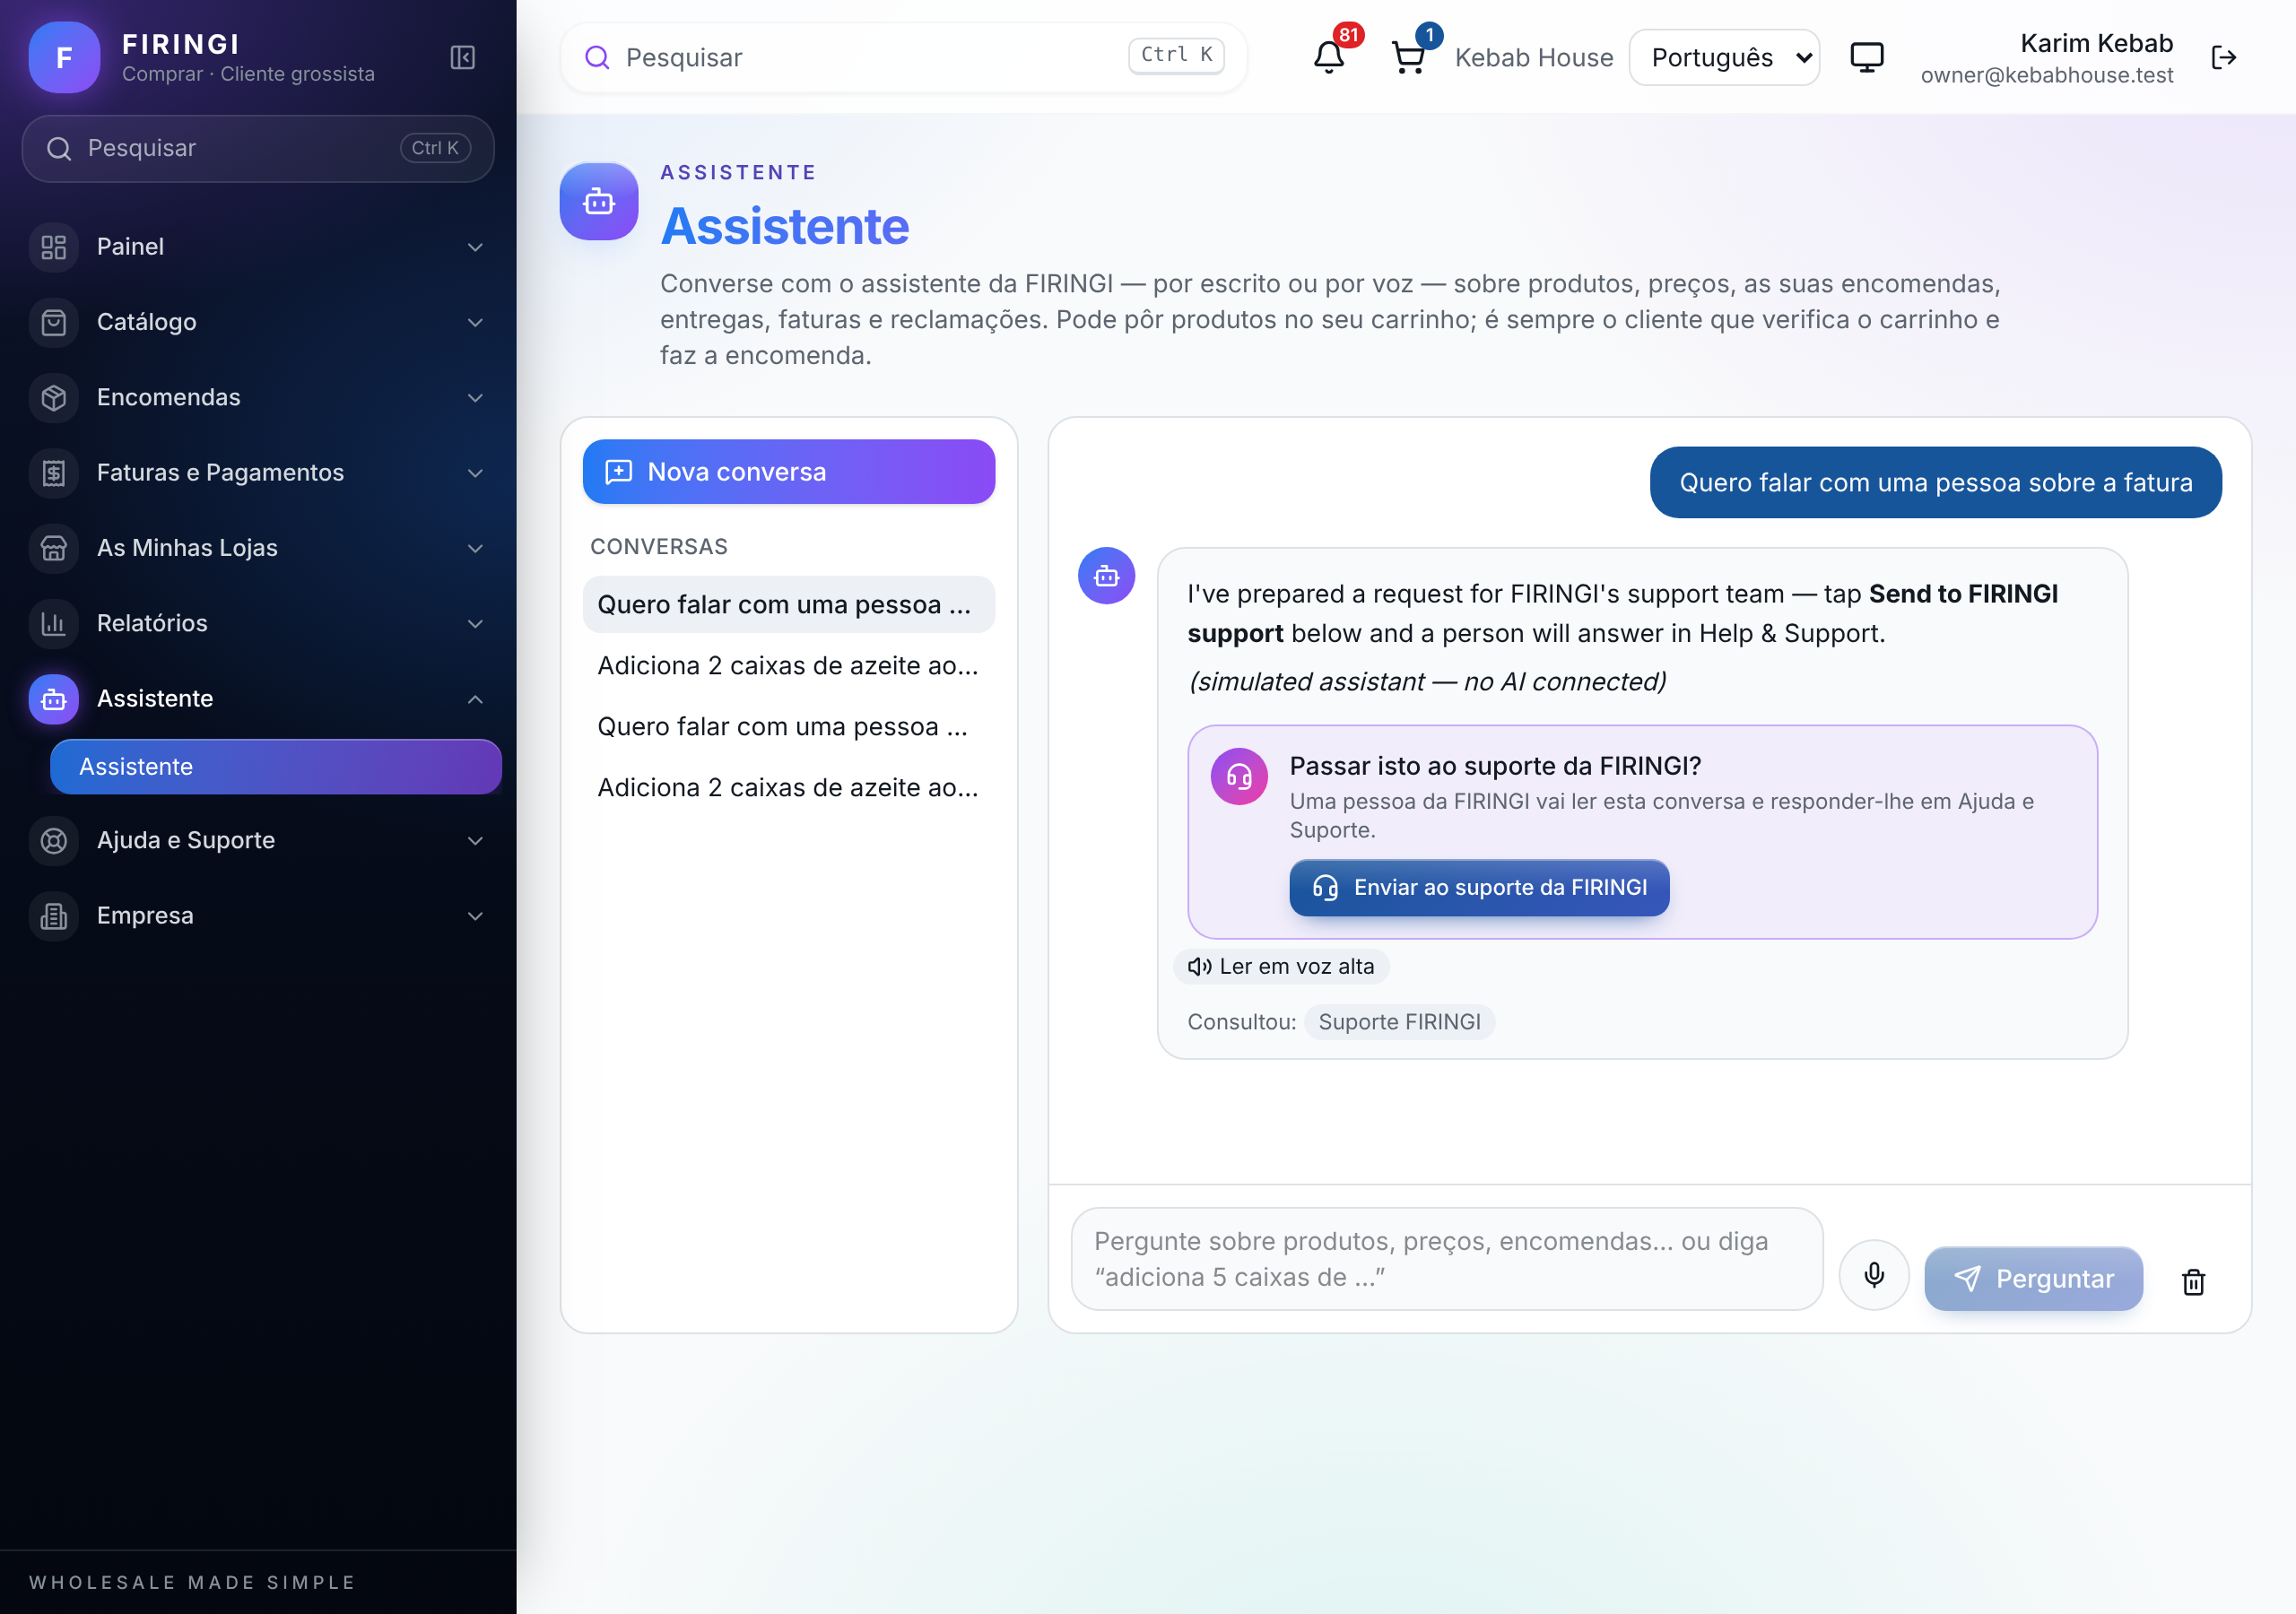 F
FIRINGI
Comprar · Cliente grossista
Pesquisar
Ctrl K
Painel
Catálogo
Encomendas
Faturas e Pagamentos
As Minhas Lojas
Relatórios
Assistente
Assistente
Ajuda e Suporte
Empresa
WHOLESALE MADE SIMPLE
Pesquisar
Ctrl K
81
1
Kebab House
Português
Karim Kebab
owner@kebabhouse.test
ASSISTENTE
Assistente
Converse com o assistente da FIRINGI — por escrito ou por voz — sobre produtos, preços, as suas encomendas,
entregas, faturas e reclamações. Pode pôr produtos no seu carrinho; é sempre o cliente que verifica o carrinho e
faz a encomenda.
Nova conversa
CONVERSAS
Quero falar com uma pessoa ...
Adiciona 2 caixas de azeite ao...
Quero falar com uma pessoa ...
Adiciona 2 caixas de azeite ao...
Quero falar com uma pessoa sobre a fatura
I've prepared a request for FIRINGI's support team — tap Send to FIRINGI
support below and a person will answer in Help & Support.
(simulated assistant — no AI connected)
Passar isto ao suporte da FIRINGI?
Uma pessoa da FIRINGI vai ler esta conversa e responder-lhe em Ajuda e
Suporte.
Enviar ao suporte da FIRINGI
Ler em voz alta
Consultou: Suporte FIRINGI
Pergunte sobre produtos, preços, encomendas… ou diga
“adiciona 5 caixas de …”
Perguntar